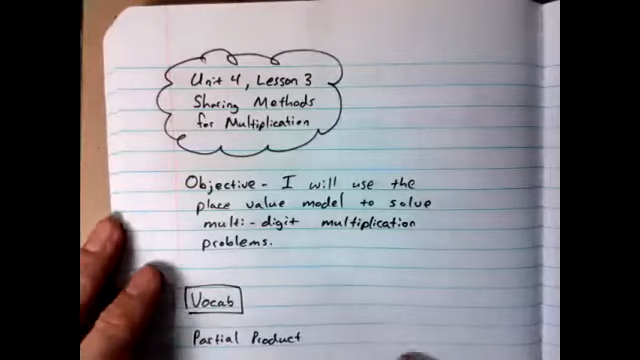 Unit 4, Lesson 3
Sharing Methods
for Multiplication
Objective - I will use the
place value model to solve
multi-digit multiplication
problems.
Vocab
Partial Product